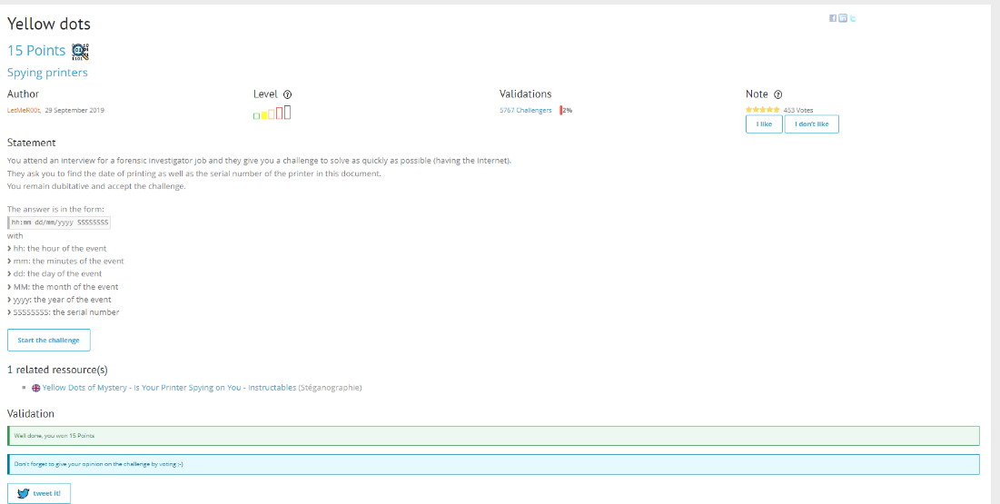 Yellow dots
15 Points
Spying printers
Author Level Validations Note
LetMeR00t, 29 September 2019 5767 Challengers 2% 453 Votes
I like I don't like
Statement
You attend an interview for a forensic investigator job and they give you a challenge to solve as quickly as possible (having the Internet).
They ask you to find the date of printing as well as the serial number of the printer in this document.
You remain dubitative and accept the challenge.
The answer is in the form:
hh:mm dd/mm/yyyy SSSSSSSS
with
hh: the hour of the event
mm: the minutes of the event
dd: the day of the event
MM: the month of the event
yyyy: the year of the event
SSSSSSSS: the serial number
Start the challenge
1 related ressource(s)
Yellow Dots of Mystery - Is Your Printer Spying on You - Instructables (Stéganographie)
Validation
Well done, you won 15 Points
Don't forget to give your opinion on the challenge by voting ;-)
tweet it!